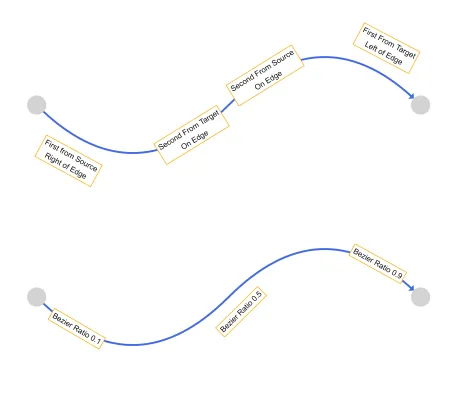 First From Target
Left of Edge
Second From Source
On Edge
Second From Target
On Edge
First from Source
Right of Edge
Bezier Ratio 0.9
Bezier Ratio 0.5
Bezier Ratio 0.1